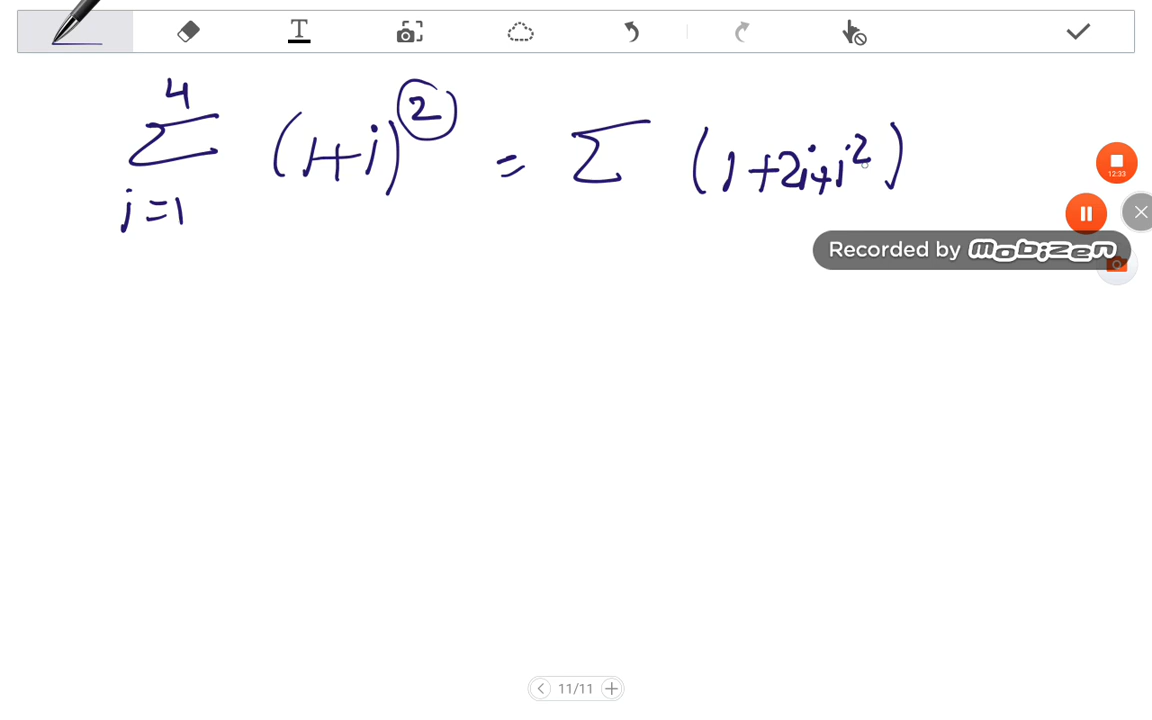 T
4
Σ (1+i)² = Σ (1+2i+i²)
i=1
12:33
Recorded by mobizen
11/11